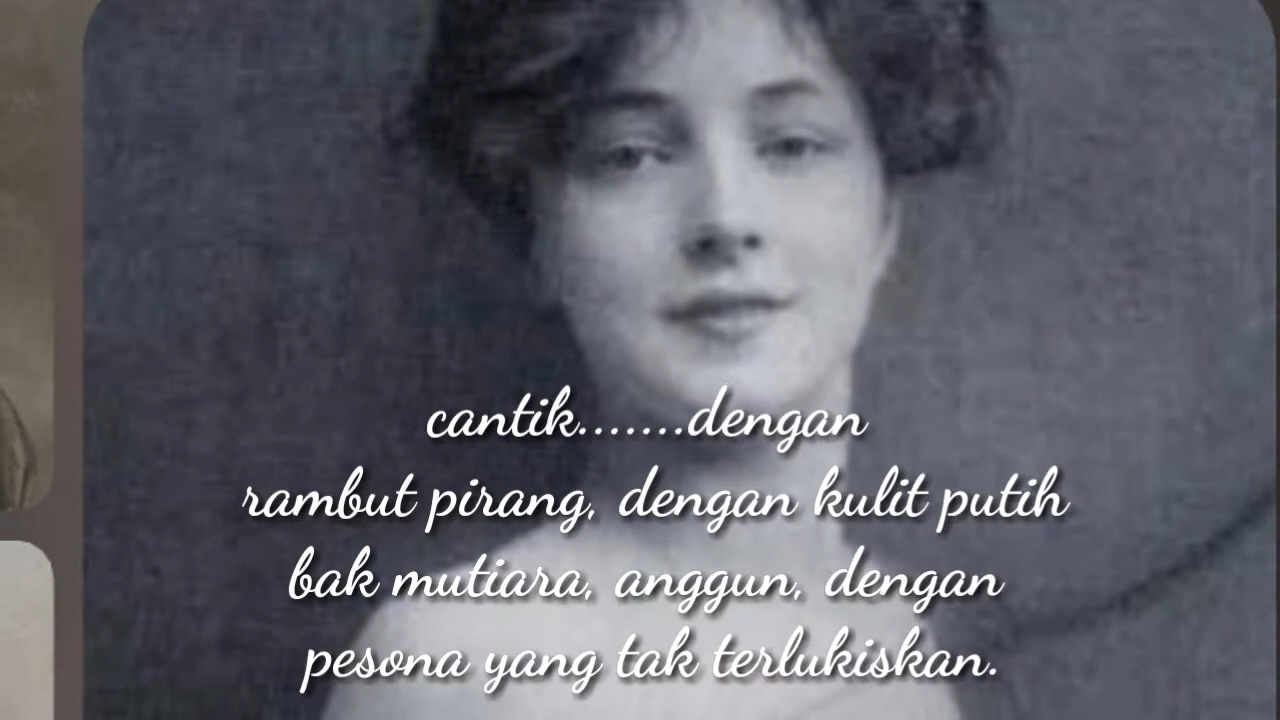 cantik.......dengan
rambut pirang, dengan kulit putih
bak mutiara, anggun, dengan
pesona yang tak terlukiskan.